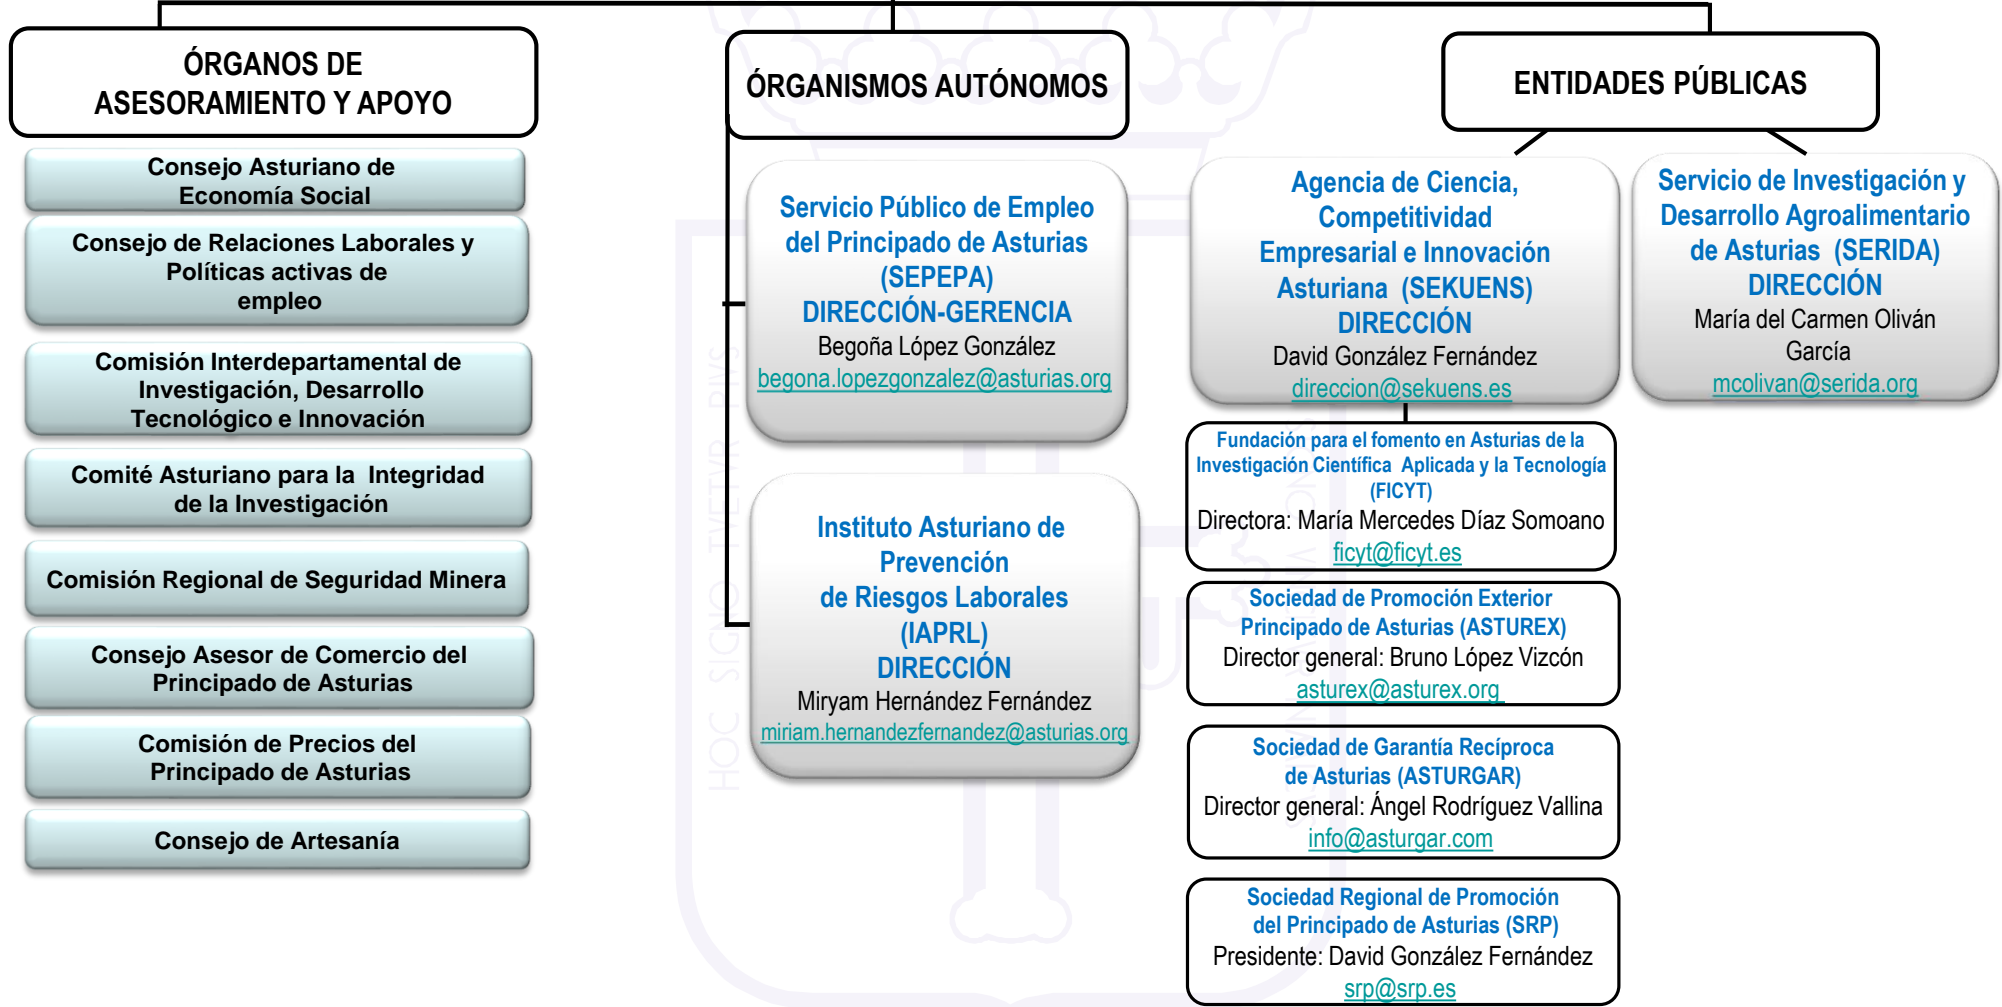 ÓRGANOS DE
ASESORAMIENTO Y APOYO
Consejo Asturiano de
Economía Social
Consejo de Relaciones Laborales y
Políticas activas de
empleo
Comisión Interdepartamental de
Investigación, Desarrollo
Tecnológico e Innovación
Comité Asturiano para la Integridad
de la Investigación
Comisión Regional de Seguridad Minera
Consejo Asesor de Comercio del
Principado de Asturias
Comisión de Precios del
Principado de Asturias
Consejo de Artesanía
ÓRGANISMOS AUTÓNOMOS
Servicio Público de Empleo
del Principado de Asturias
(SEPEPA)
DIRECCIÓN-GERENCIA
Begoña López González
begona.lopezgonzalez@asturias.org
Instituto Asturiano de
Prevención
de Riesgos Laborales
(IAPRL)
DIRECCIÓN
Miryam Hernández Fernández
miriam.hernandezfernandez@asturias.org
ENTIDADES PÚBLICAS
Agencia de Ciencia,
Competitividad
Empresarial e Innovación
Asturiana (SEKUENS)
DIRECCIÓN
David González Fernández
direccion@sekuens.es
Fundación para el fomento en Asturias de la
Investigación Científica Aplicada y la Tecnología
(FICYT)
Directora: María Mercedes Díaz Somoano
ficyt@ficyt.es
Sociedad de Promoción Exterior
Principado de Asturias (ASTUREX)
Director general: Bruno López Vizcón
asturex@asturex.org
Sociedad de Garantía Recíproca
de Asturias (ASTURGAR)
Director general: Ángel Rodríguez Vallina
info@asturgar.com
Sociedad Regional de Promoción
del Principado de Asturias (SRP)
Presidente: David González Fernández
srp@srp.es
Servicio de Investigación y
Desarrollo Agroalimentario
de Asturias (SERIDA)
DIRECCIÓN
María del Carmen Oliván
García
mcolivan@serida.org
HOC SIGNO TVETVR PIVS